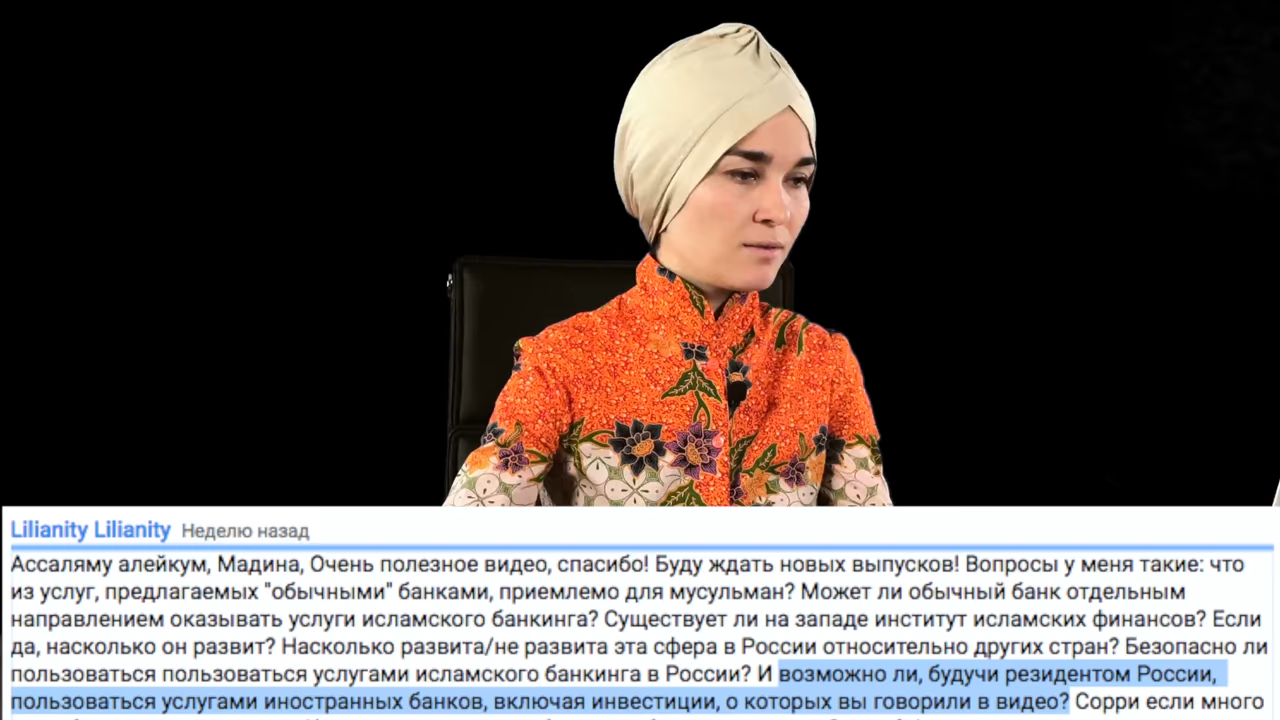 Lilianity Lilianity Неделю назад
Ассаляму алейкум, Мадина, Очень полезное видео, спасибо! Буду ждать новых выпусков! Вопросы у меня такие: что
из услуг, предлагаемых "обычными" банками, приемлемо для мусульман? Может ли обычный банк отдельным
направлением оказывать услуги исламского банкинга? Существует ли на западе институт исламских финансов? Если
да, насколько он развит? Насколько развита/не развита эта сфера в России относительно других стран? Безопасно ли
пользоваться пользоваться услугами исламского банкинга в России? И возможно ли, будучи резидентом России,
пользоваться услугами иностранных банков, включая инвестиции, о которых вы говорили в видео? Сорри если много